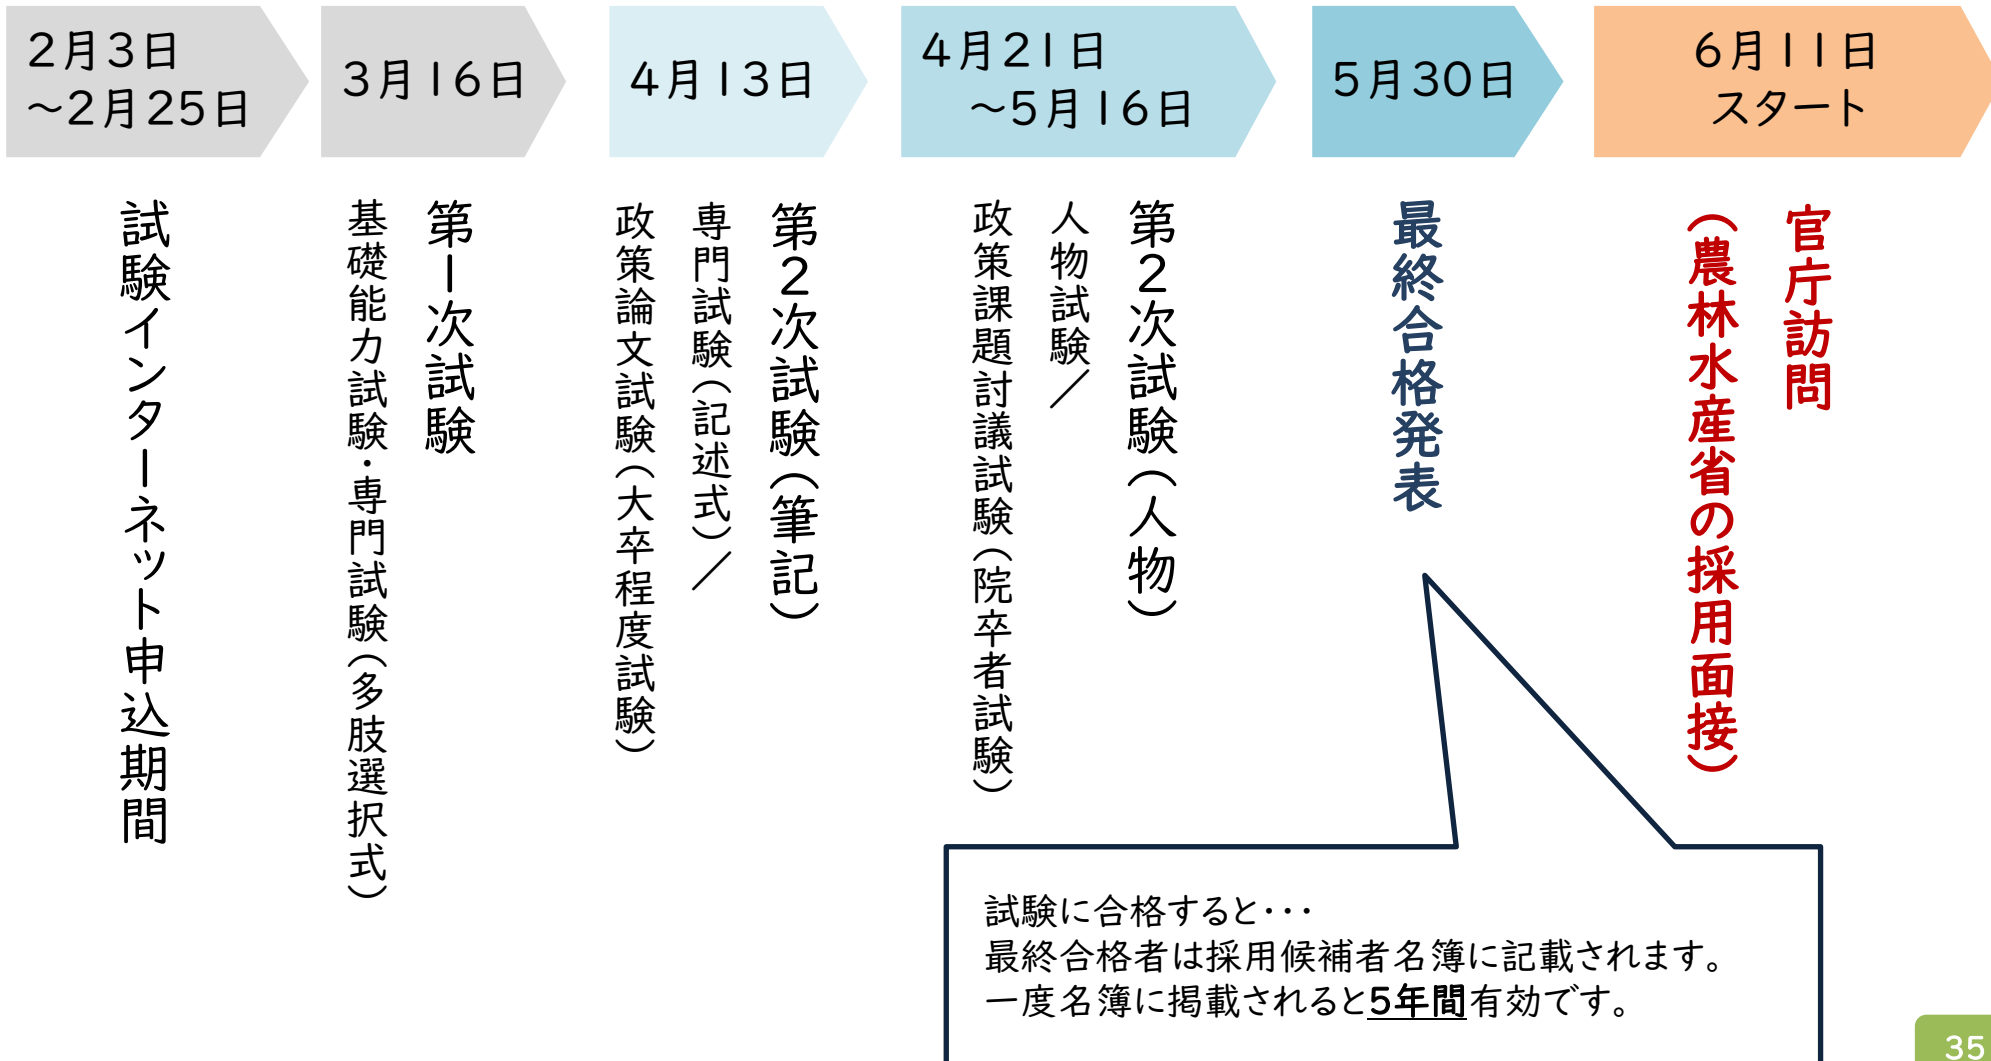 2月3日
～2月25日
試験インターネット申込期間
3月16日
第1次試験
基礎能力試験・専門試験（多肢選択式）
4月13日
第2次試験（筆記）
専門試験（記述式）／
政策論文試験（大卒程度試験）
4月21日
～5月16日
第2次試験（人物）
人物試験／
政策課題討議試験（院卒者試験）
5月30日
最終合格発表
6月11日
スタート
官庁訪問
（農林水産省の採用面接）
試験に合格すると・・・
最終合格者は採用候補者名簿に記載されます。
一度名簿に掲載されると5年間有効です。
35